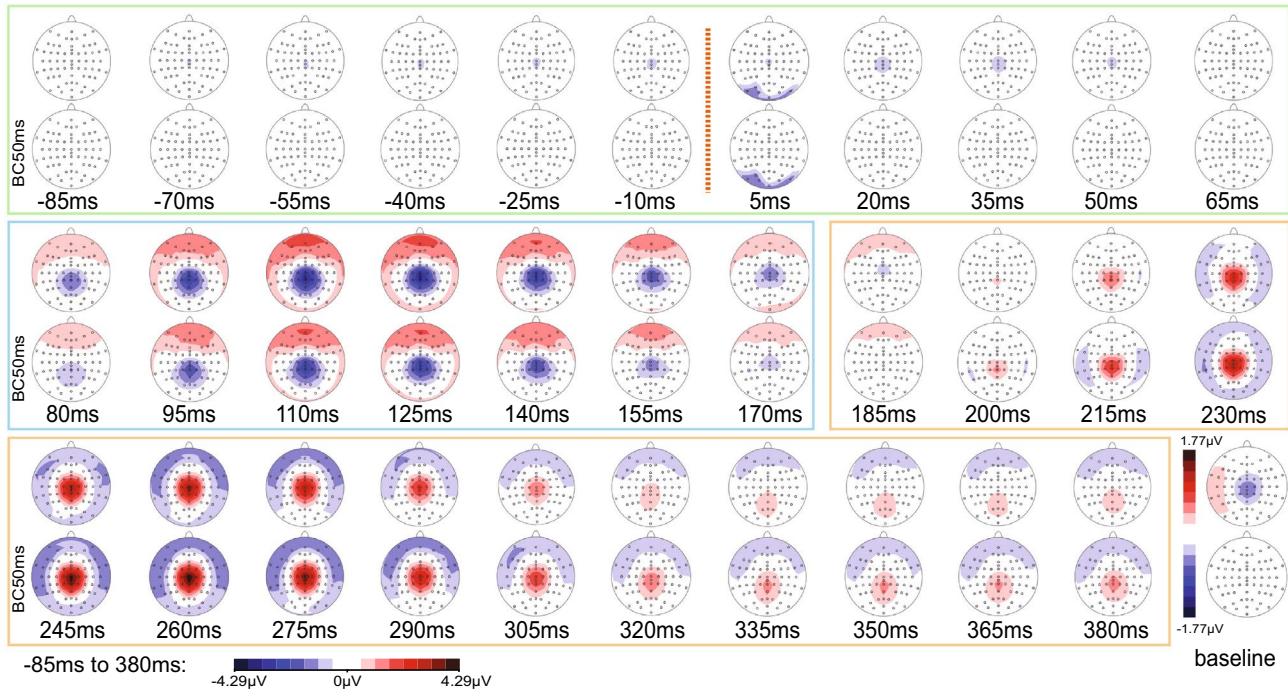 BC50ms
-85ms -70ms -55ms -40ms -25ms -10ms 5ms 20ms 35ms 50ms 65ms
BC50ms
80ms 95ms 110ms 125ms 140ms 155ms 170ms 185ms 200ms 215ms 230ms
1.77µV
BC50ms
-1.77µV
245ms 260ms 275ms 290ms 305ms 320ms 335ms 350ms 365ms 380ms
baseline
-85ms to 380ms:
-4.29µV 0µV 4.29µV